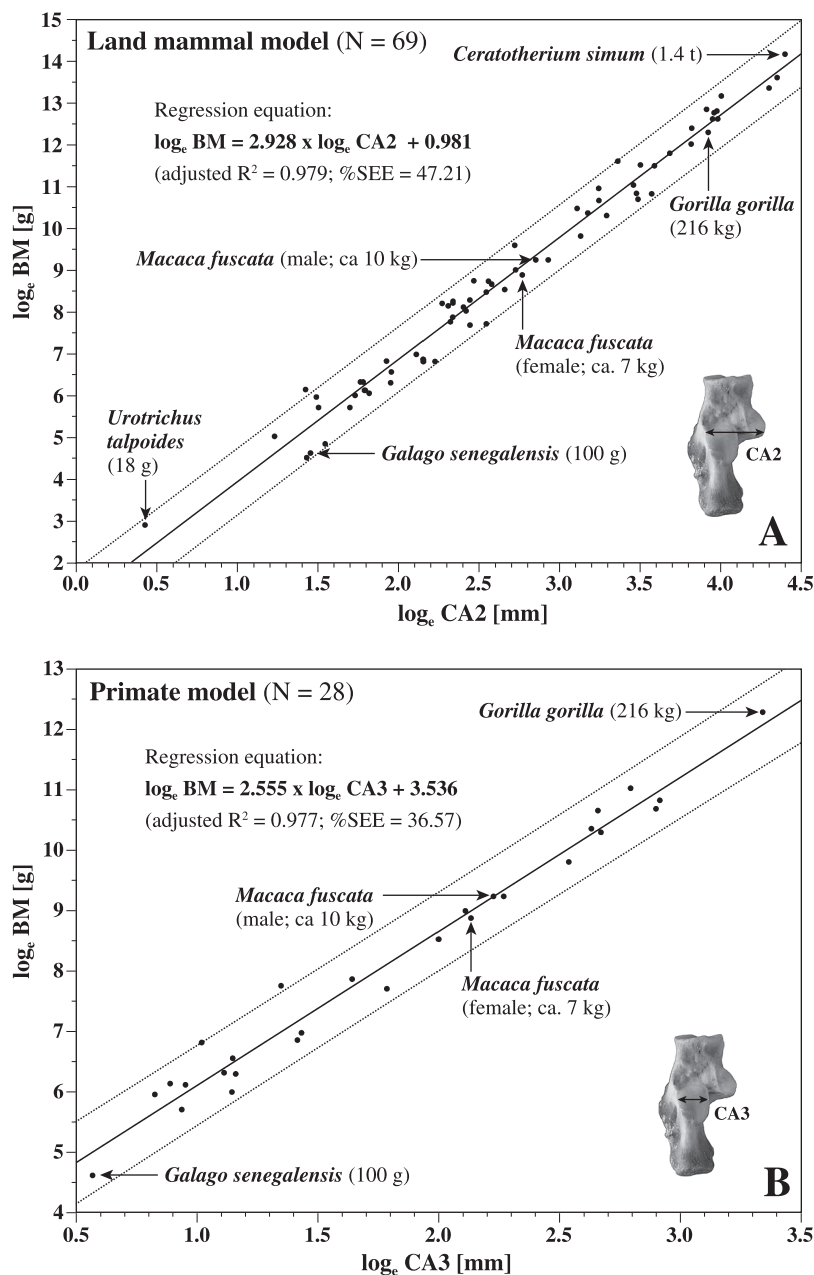 Land mammal model (N = 69)
Ceratotherium simum (1.4 t)
Regression equation:
logₑ BM = 2.928 x logₑ CA2 + 0.981
(adjusted R² = 0.979; %SEE = 47.21)
Gorilla gorilla
(216 kg)
Macaca fuscata (male; ca 10 kg)
Macaca fuscata
(female; ca. 7 kg)
Urotrichus
talpoides
(18 g)
Galago senegalensis (100 g)
CA2
A
logₑ BM [g]
15
14
13
12
11
10
9
8
7
6
5
4
3
2
0.0 0.5 1.0 1.5 2.0 2.5 3.0 3.5 4.0 4.5
logₑ CA2 [mm]
Primate model (N = 28)
Gorilla gorilla (216 kg)
Regression equation:
logₑ BM = 2.555 x logₑ CA3 + 3.536
(adjusted R² = 0.977; %SEE = 36.57)
Macaca fuscata
(male; ca 10 kg)
Macaca fuscata
(female; ca. 7 kg)
Galago senegalensis (100 g)
CA3
B
logₑ BM [g]
13
12
11
10
9
8
7
6
5
4
0.5 1.0 1.5 2.0 2.5 3.0 3.5
logₑ CA3 [mm]